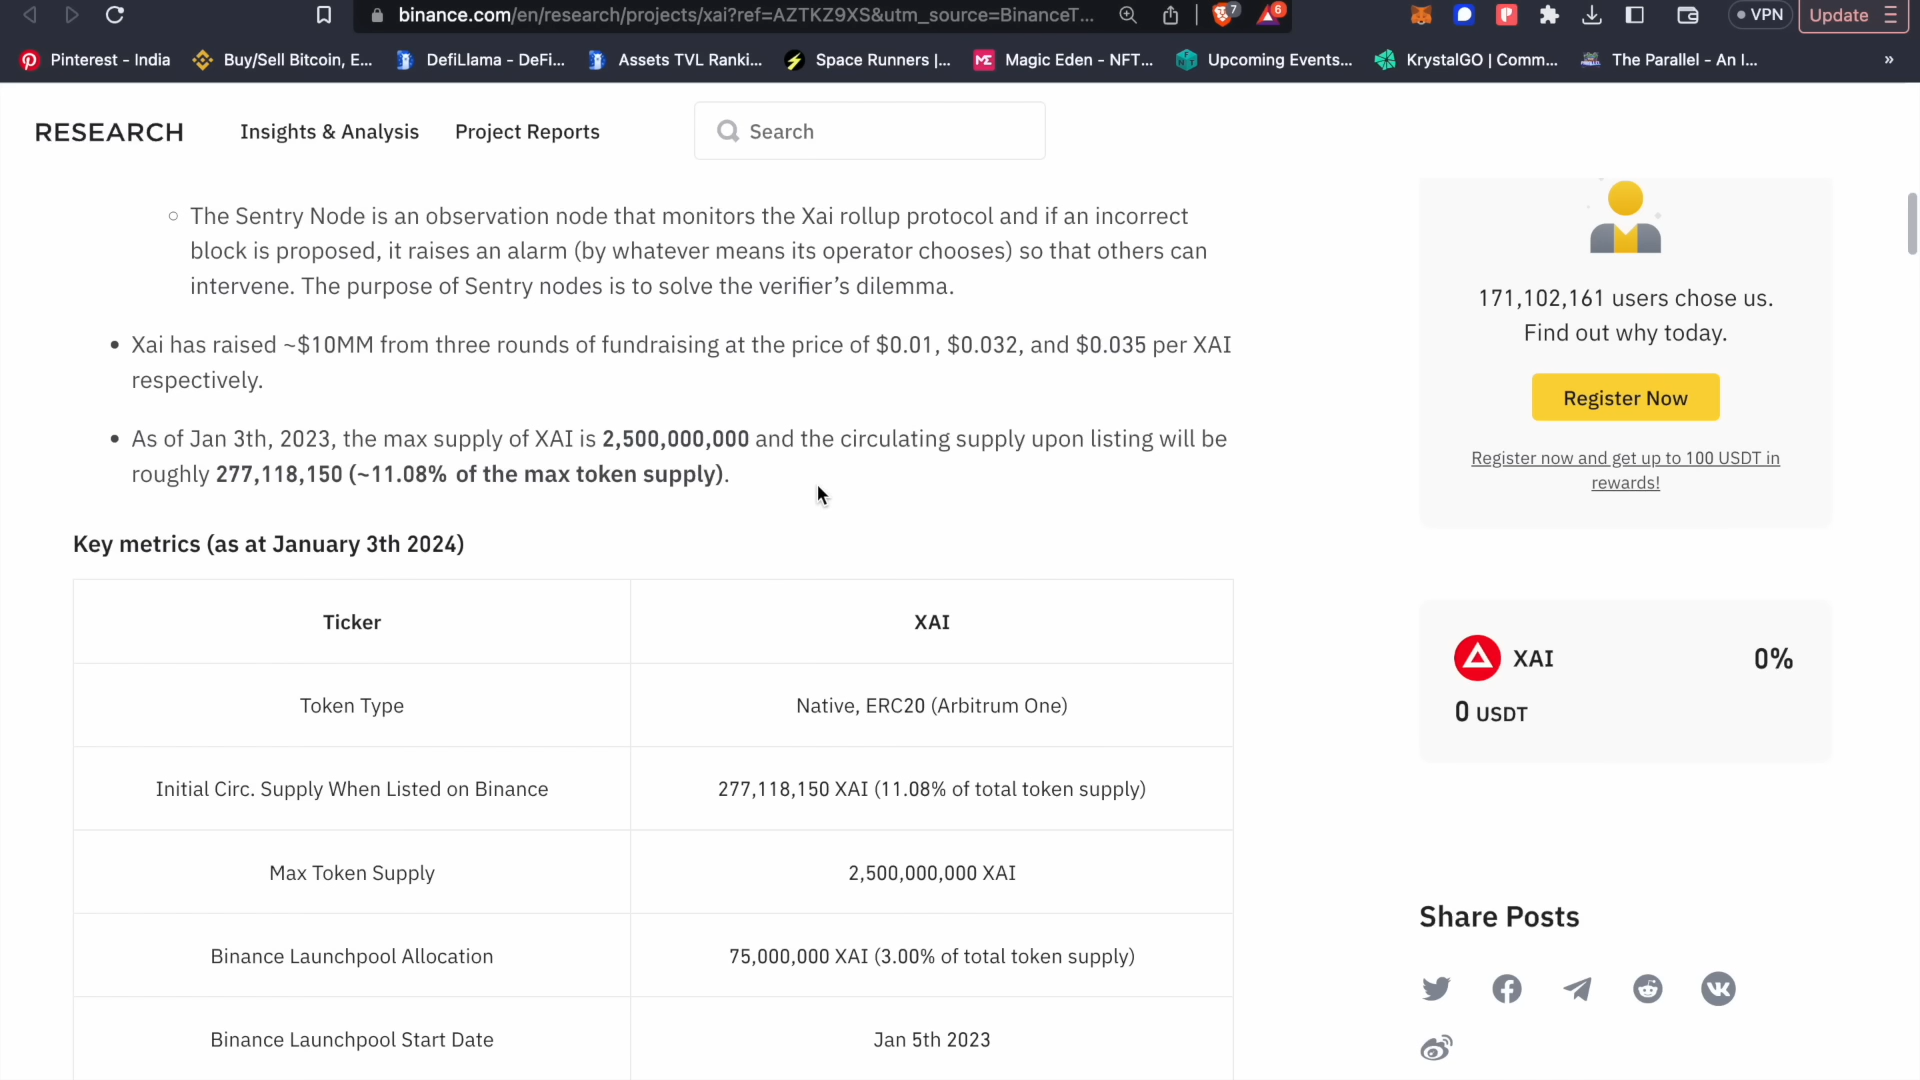 binance.com/en/research/projects/xai?ref=AZTKZ9XS&utm_source=BinanceT...
7
6
VPN
Update
Pinterest - India
Buy/Sell Bitcoin, E...
DefiLlama - DeFi...
Assets TVL Ranki...
Space Runners |...
Magic Eden - NFT...
Upcoming Events...
KrystalGO | Comm...
The Parallel - An I...
»
RESEARCH
Insights & Analysis
Project Reports
Search
The Sentry Node is an observation node that monitors the Xai rollup protocol and if an incorrect
block is proposed, it raises an alarm (by whatever means its operator chooses) so that others can
intervene. The purpose of Sentry nodes is to solve the verifier’s dilemma.
Xai has raised ~$10MM from three rounds of fundraising at the price of $0.01, $0.032, and $0.035 per XAI
respectively.
As of Jan 3th, 2023, the max supply of XAI is 2,500,000,000 and the circulating supply upon listing will be
roughly 277,118,150 (~11.08% of the max token supply).
Key metrics (as at January 3th 2024)
Ticker
XAI
Token Type
Native, ERC20 (Arbitrum One)
Initial Circ. Supply When Listed on Binance
277,118,150 XAI (11.08% of total token supply)
Max Token Supply
2,500,000,000 XAI
Binance Launchpool Allocation
75,000,000 XAI (3.00% of total token supply)
Binance Launchpool Start Date
Jan 5th 2023
171,102,161 users chose us.
Find out why today.
Register Now
Register now and get up to 100 USDT in
rewards!
XAI
0%
0 USDT
Share Posts